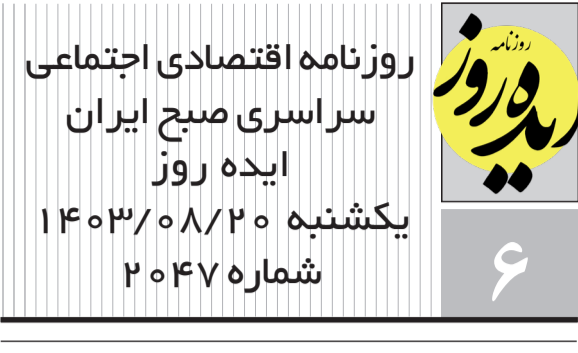 روزنامه اقتصادی اجتماعی
سراسری صبح ایران
ایده روز
یکشنبه ۱۴۰۳/۰۸/۲۰
شماره ۲۰۴۷
روزنامه
ایده روز
۶